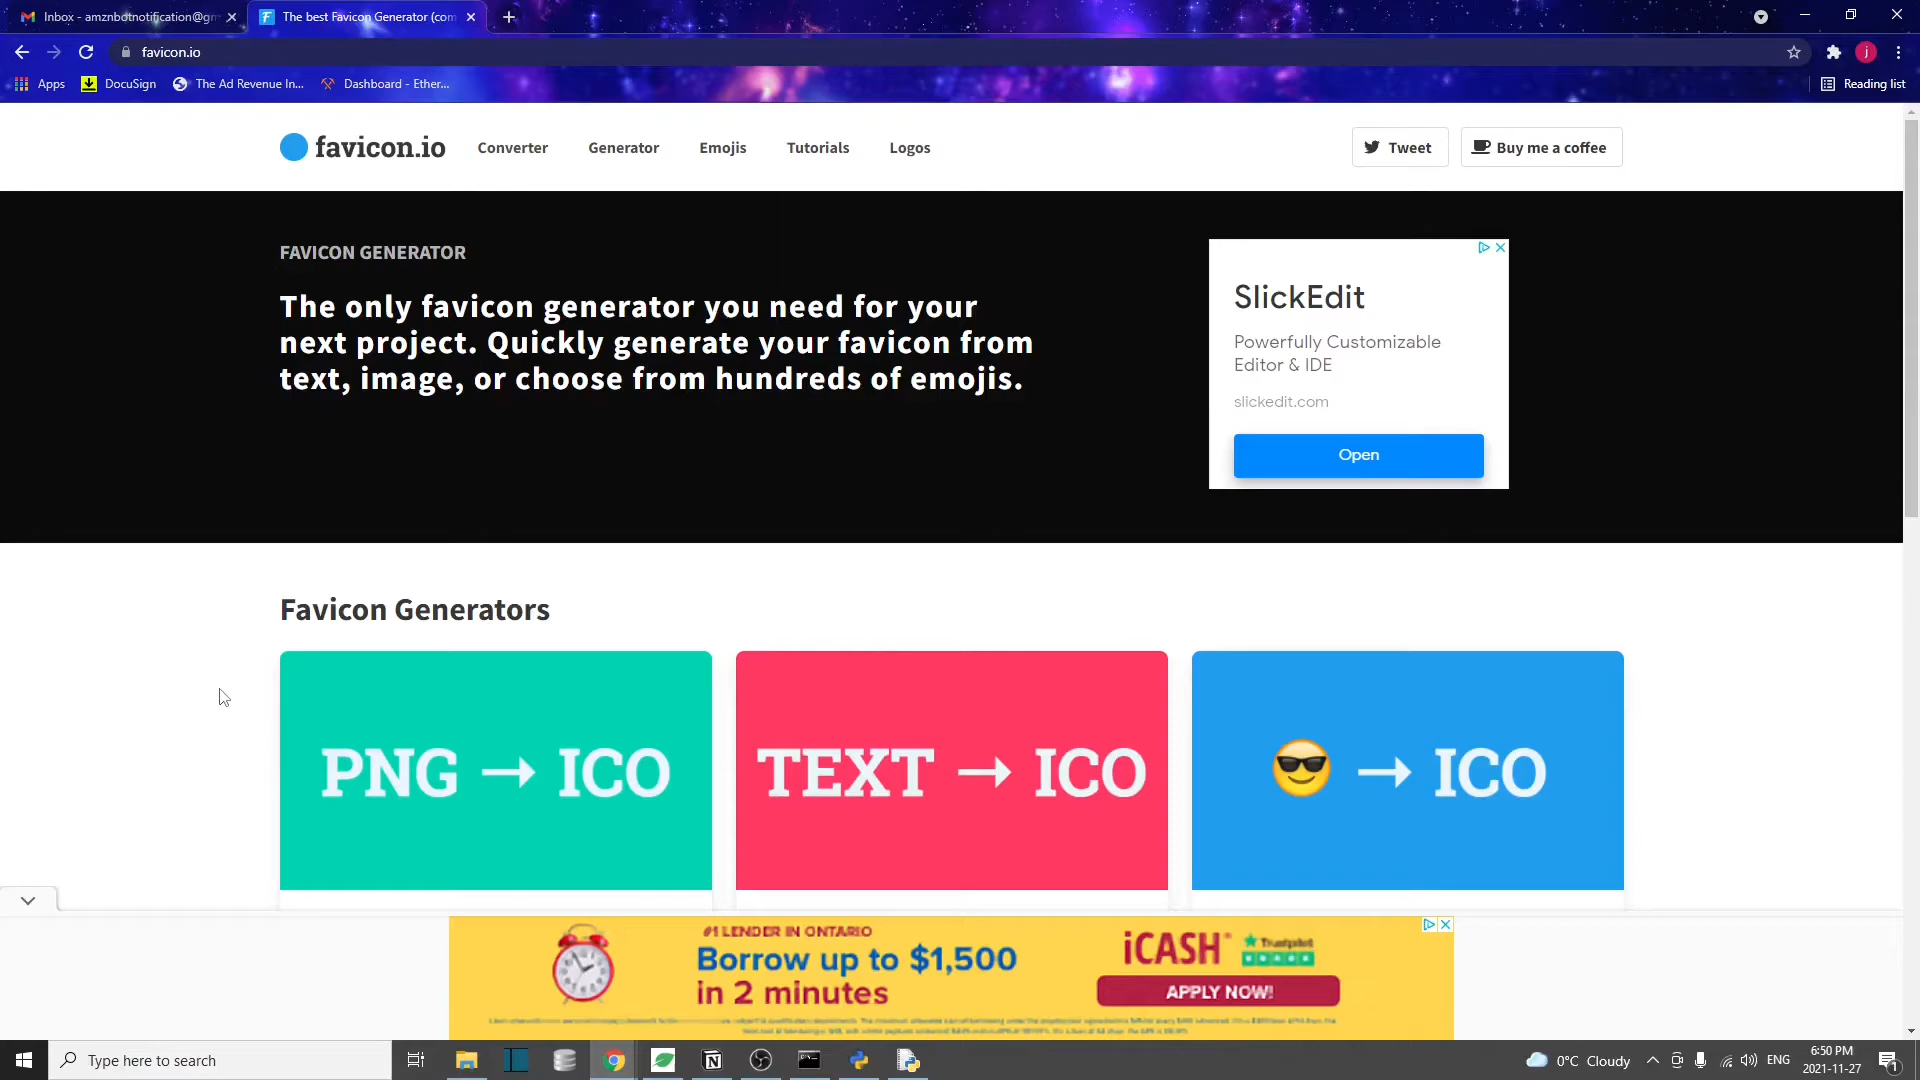 Inbox - amznbotnotification@gm
The best Favicon Generator (com
favicon.io
j
Apps
DocuSign
The Ad Revenue In...
Dashboard - Ether...
Reading list
favicon.io
Converter
Generator
Emojis
Tutorials
Logos
Tweet
Buy me a coffee
FAVICON GENERATOR
The only favicon generator you need for your
next project. Quickly generate your favicon from
text, image, or choose from hundreds of emojis.
SlickEdit
Powerfully Customizable
Editor & IDE
slickedit.com
Open
Favicon Generators
PNG → ICO
TEXT → ICO
→ ICO
#1 LENDER IN ONTARIO
Borrow up to $1,500
in 2 minutes
iCASH
Trustpilot
APPLY NOW!
Type here to search
0°C Cloudy
ENG
6:50 PM
2021-11-27
1